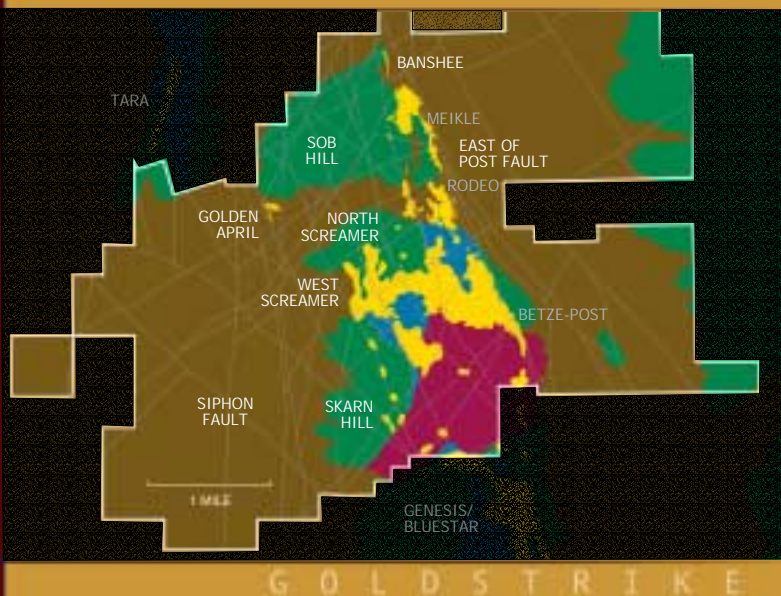 BANSHEE
TARA
MEIKLE
SOB
HILL
EAST OF
POST FAULT
RODEO
GOLDEN
APRIL
NORTH
SCREAMER
WEST
SCREAMER
BETZE-POST
SIPHON
FAULT
SKARN
HILL
1 MILE
GENESIS/
BLUESTAR
GOLDSTRIKE